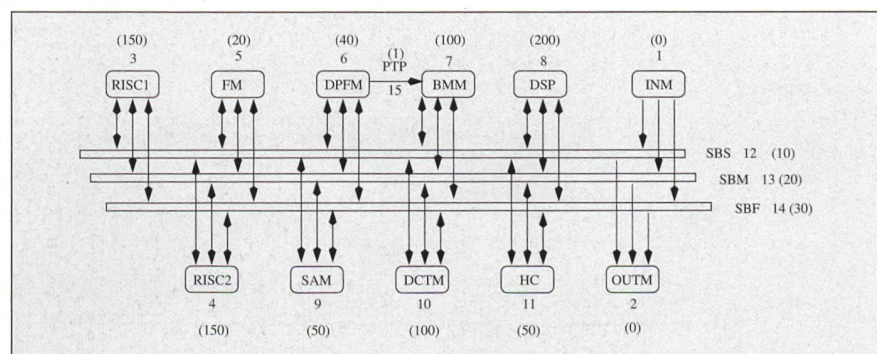 (150) (20) (40) (1) (100) (200) (0)
3 5 6 PTP 7 8 1
RISC1 FM DPFM 15 BMM DSP INM
SBS 12 (10)
SBM 13 (20)
SBF 14 (30)
RISC2 SAM DCTM HC OUTM
4 9 10 11 2
(150) (50) (100) (50) (0)